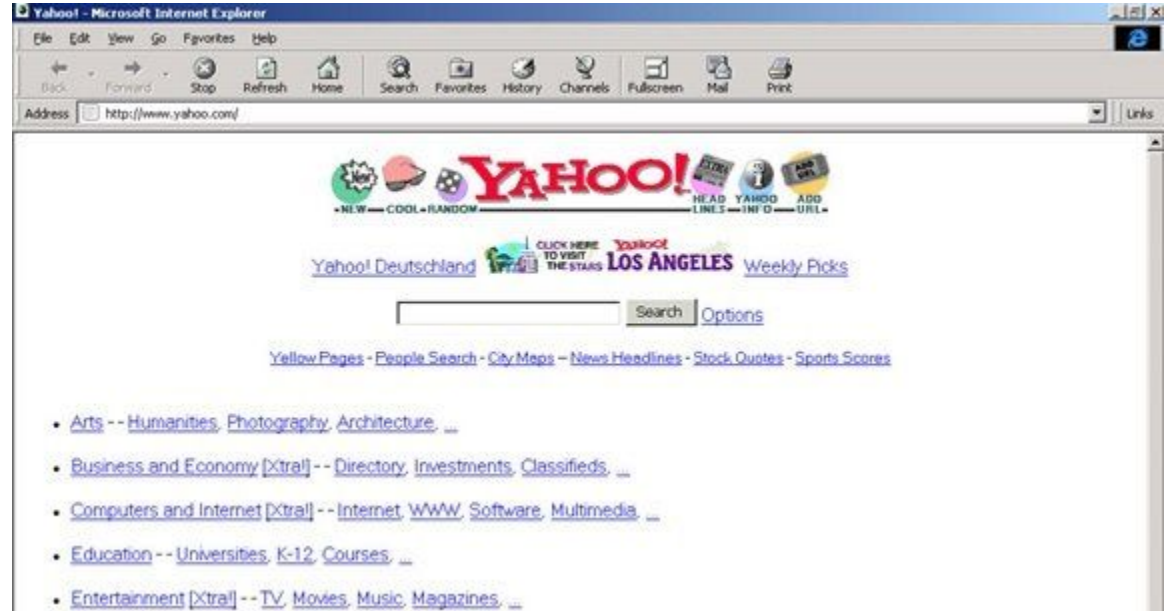 Yahoo! - Microsoft Internet Explorer
File Edit View Go Favorites Help
Back Forward Stop Refresh Home Search Favorites History Channels Fullscreen Mail Print
Address http://www.yahoo.com/ Links
New YAHOO! EXTRA i ADD URL
NEW COOL RANDOM HEAD LINES YAHOO INFO ADD URL
Yahoo! Deutschland CLICK HERE TO VISIT THE STARS YAHOO! LOS ANGELES Weekly Picks
Search Options
Yellow Pages - People Search - City Maps -- News Headlines - Stock Quotes - Sports Scores
• Arts - - Humanities, Photography, Architecture, ...
• Business and Economy [Xtra!] - - Directory, Investments, Classifieds, ...
• Computers and Internet [Xtra!] - - Internet, WWW, Software, Multimedia, ...
• Education - - Universities, K-12, Courses, ...
• Entertainment [Xtra!] - - TV, Movies, Music, Magazines, ...